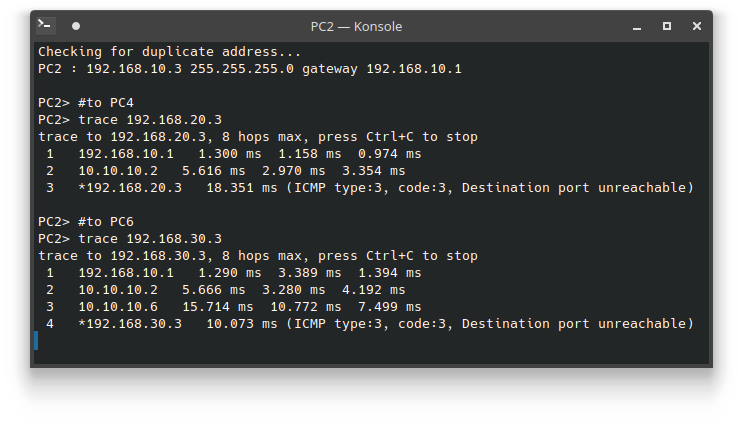 PC2 — Konsole
Checking for duplicate address...
PC2 : 192.168.10.3 255.255.255.0 gateway 192.168.10.1
PC2> #to PC4
PC2> trace 192.168.20.3
trace to 192.168.20.3, 8 hops max, press Ctrl+C to stop
1   192.168.10.1   1.300 ms  1.158 ms  0.974 ms
2   10.10.10.2   5.616 ms  2.970 ms  3.354 ms
3   *192.168.20.3   18.351 ms (ICMP type:3, code:3, Destination port unreachable)
PC2> #to PC6
PC2> trace 192.168.30.3
trace to 192.168.30.3, 8 hops max, press Ctrl+C to stop
1   192.168.10.1   1.290 ms  3.389 ms  1.394 ms
2   10.10.10.2   5.666 ms  3.280 ms  4.192 ms
3   10.10.10.6   15.714 ms  10.772 ms  7.499 ms
4   *192.168.30.3   10.073 ms (ICMP type:3, code:3, Destination port unreachable)